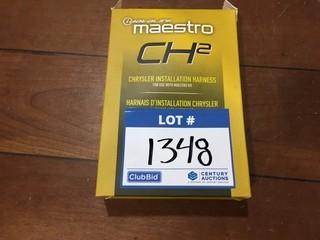 maestro
CH²
CHRYSLER INSTALLATION HARNESS
FOR USE WITH MAESTRO RR
HARNAIS D'INSTALLATION CHRYSLER
LOT #
1348
ClubBid
CENTURY
AUCTIONS